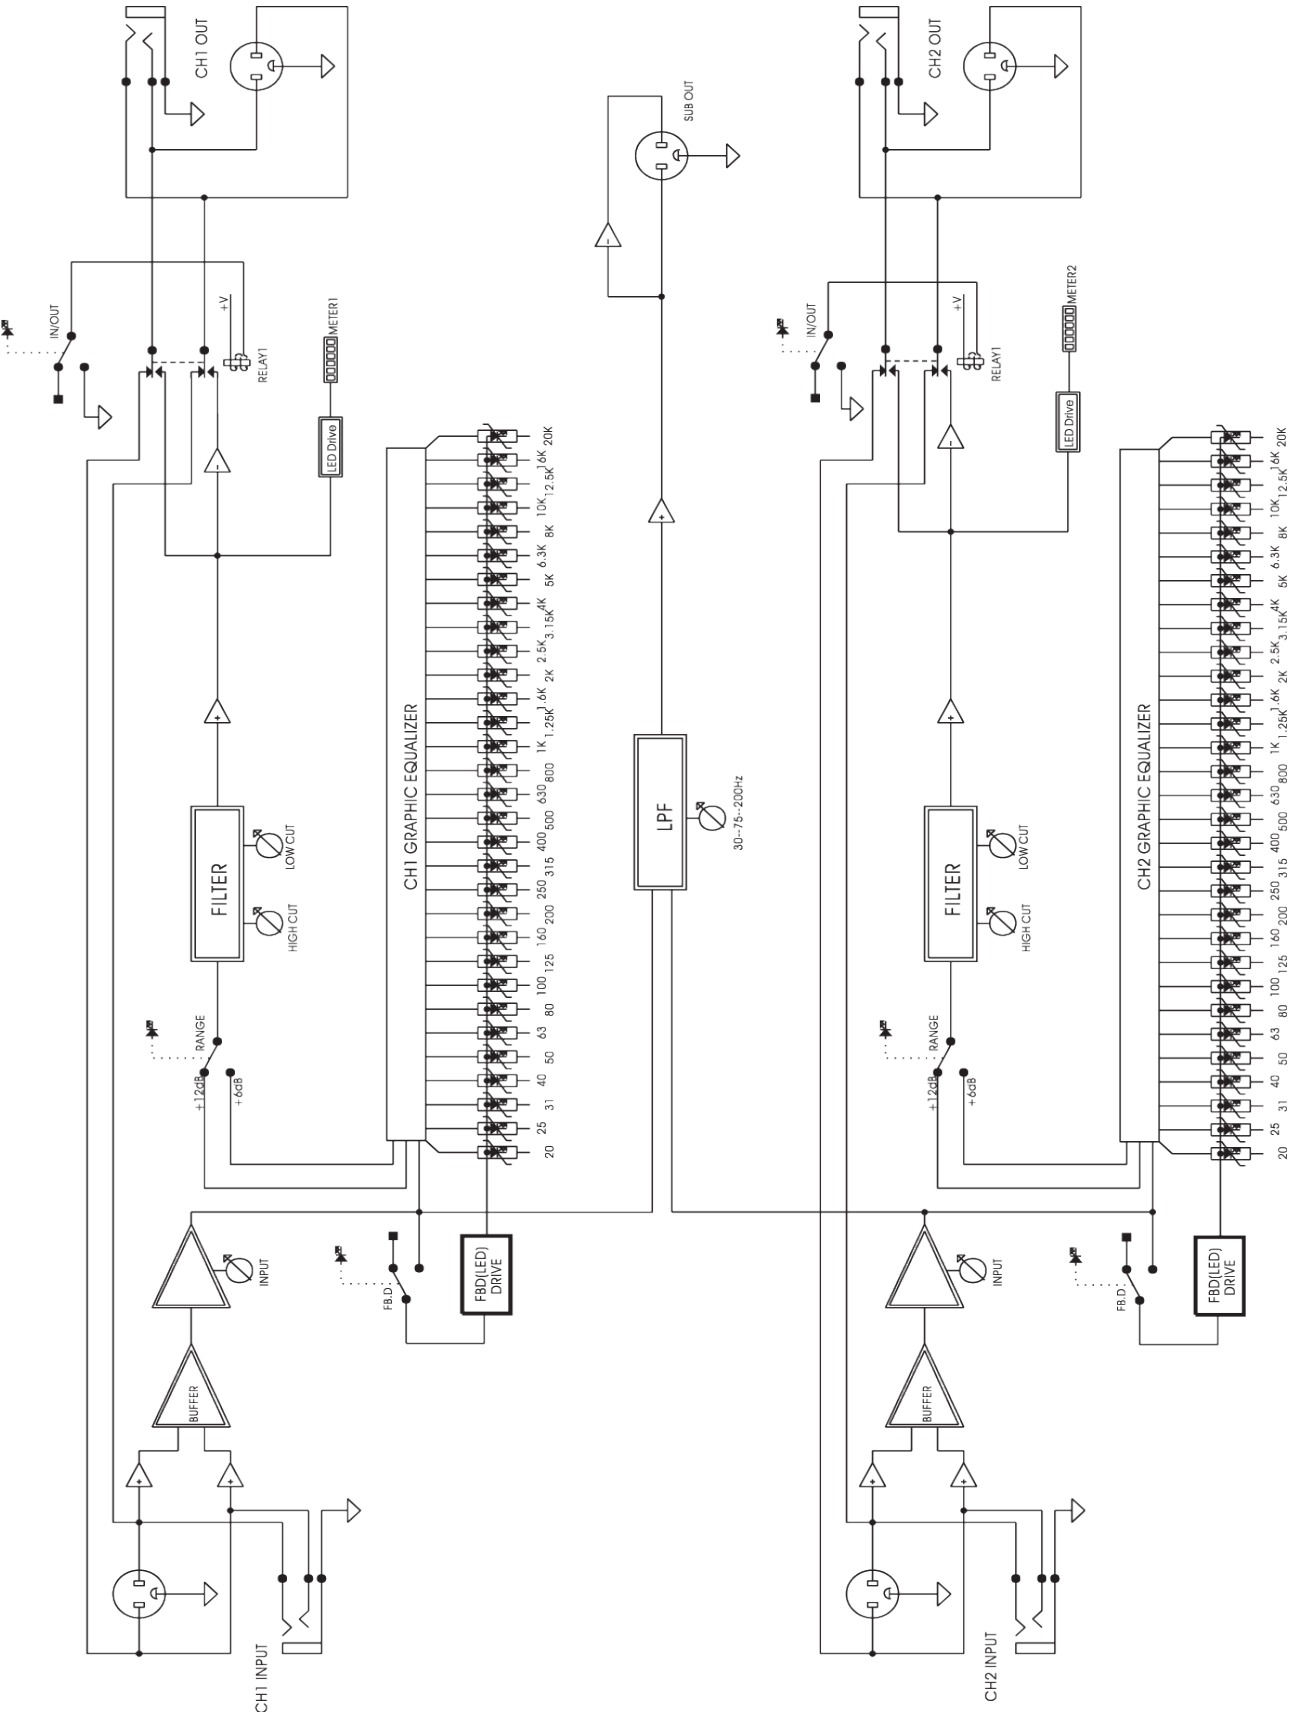 CH1 INPUT
+
+
BUFFER
INPUT
FB.D
FBD(LED)
DRIVE
+12dB
+6dB
RANGE
FILTER
HIGH CUT
LOW CUT
+
-
LED Drive
METER1
IN/OUT
+V
RELAY1
CH1 OUT
CH1 GRAPHIC EQUALIZER
20
25
31
40
50
63
80
100
125
160
200
250
315
400
500
630
800
1K
1.25K
1.6K
2K
2.5K
3.15K
4K
5K
6.3K
8K
10K
12.5K
16K
20K
LPF
30--75--200Hz
+
-
SUB OUT
CH2 INPUT
+
+
BUFFER
INPUT
FB.D
FBD(LED)
DRIVE
+12dB
+6dB
RANGE
FILTER
HIGH CUT
LOW CUT
+
-
LED Drive
METER2
IN/OUT
+V
RELAY1
CH2 OUT
CH2 GRAPHIC EQUALIZER
20
25
31
40
50
63
80
100
125
160
200
250
315
400
500
630
800
1K
1.25K
1.6K
2K
2.5K
3.15K
4K
5K
6.3K
8K
10K
12.5K
16K
20K